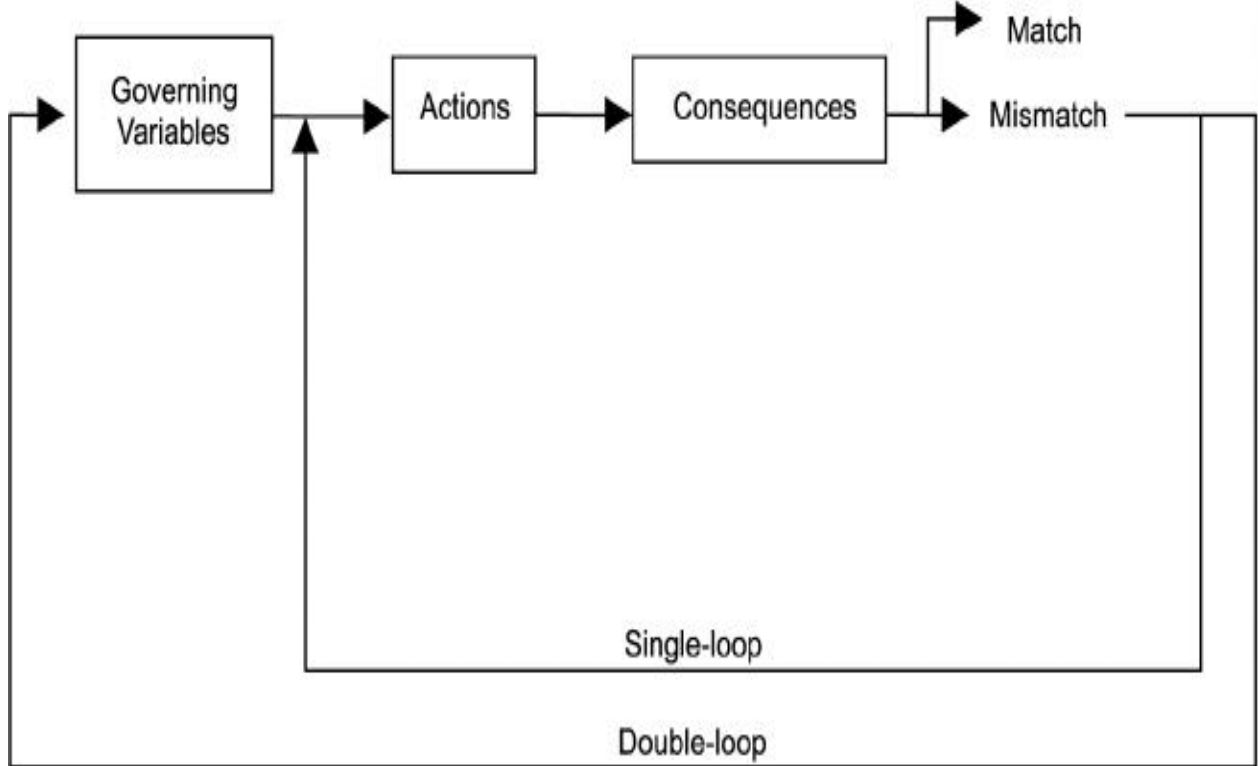 Governing
Variables
Actions
Consequences
Match
Mismatch
Single-loop
Double-loop